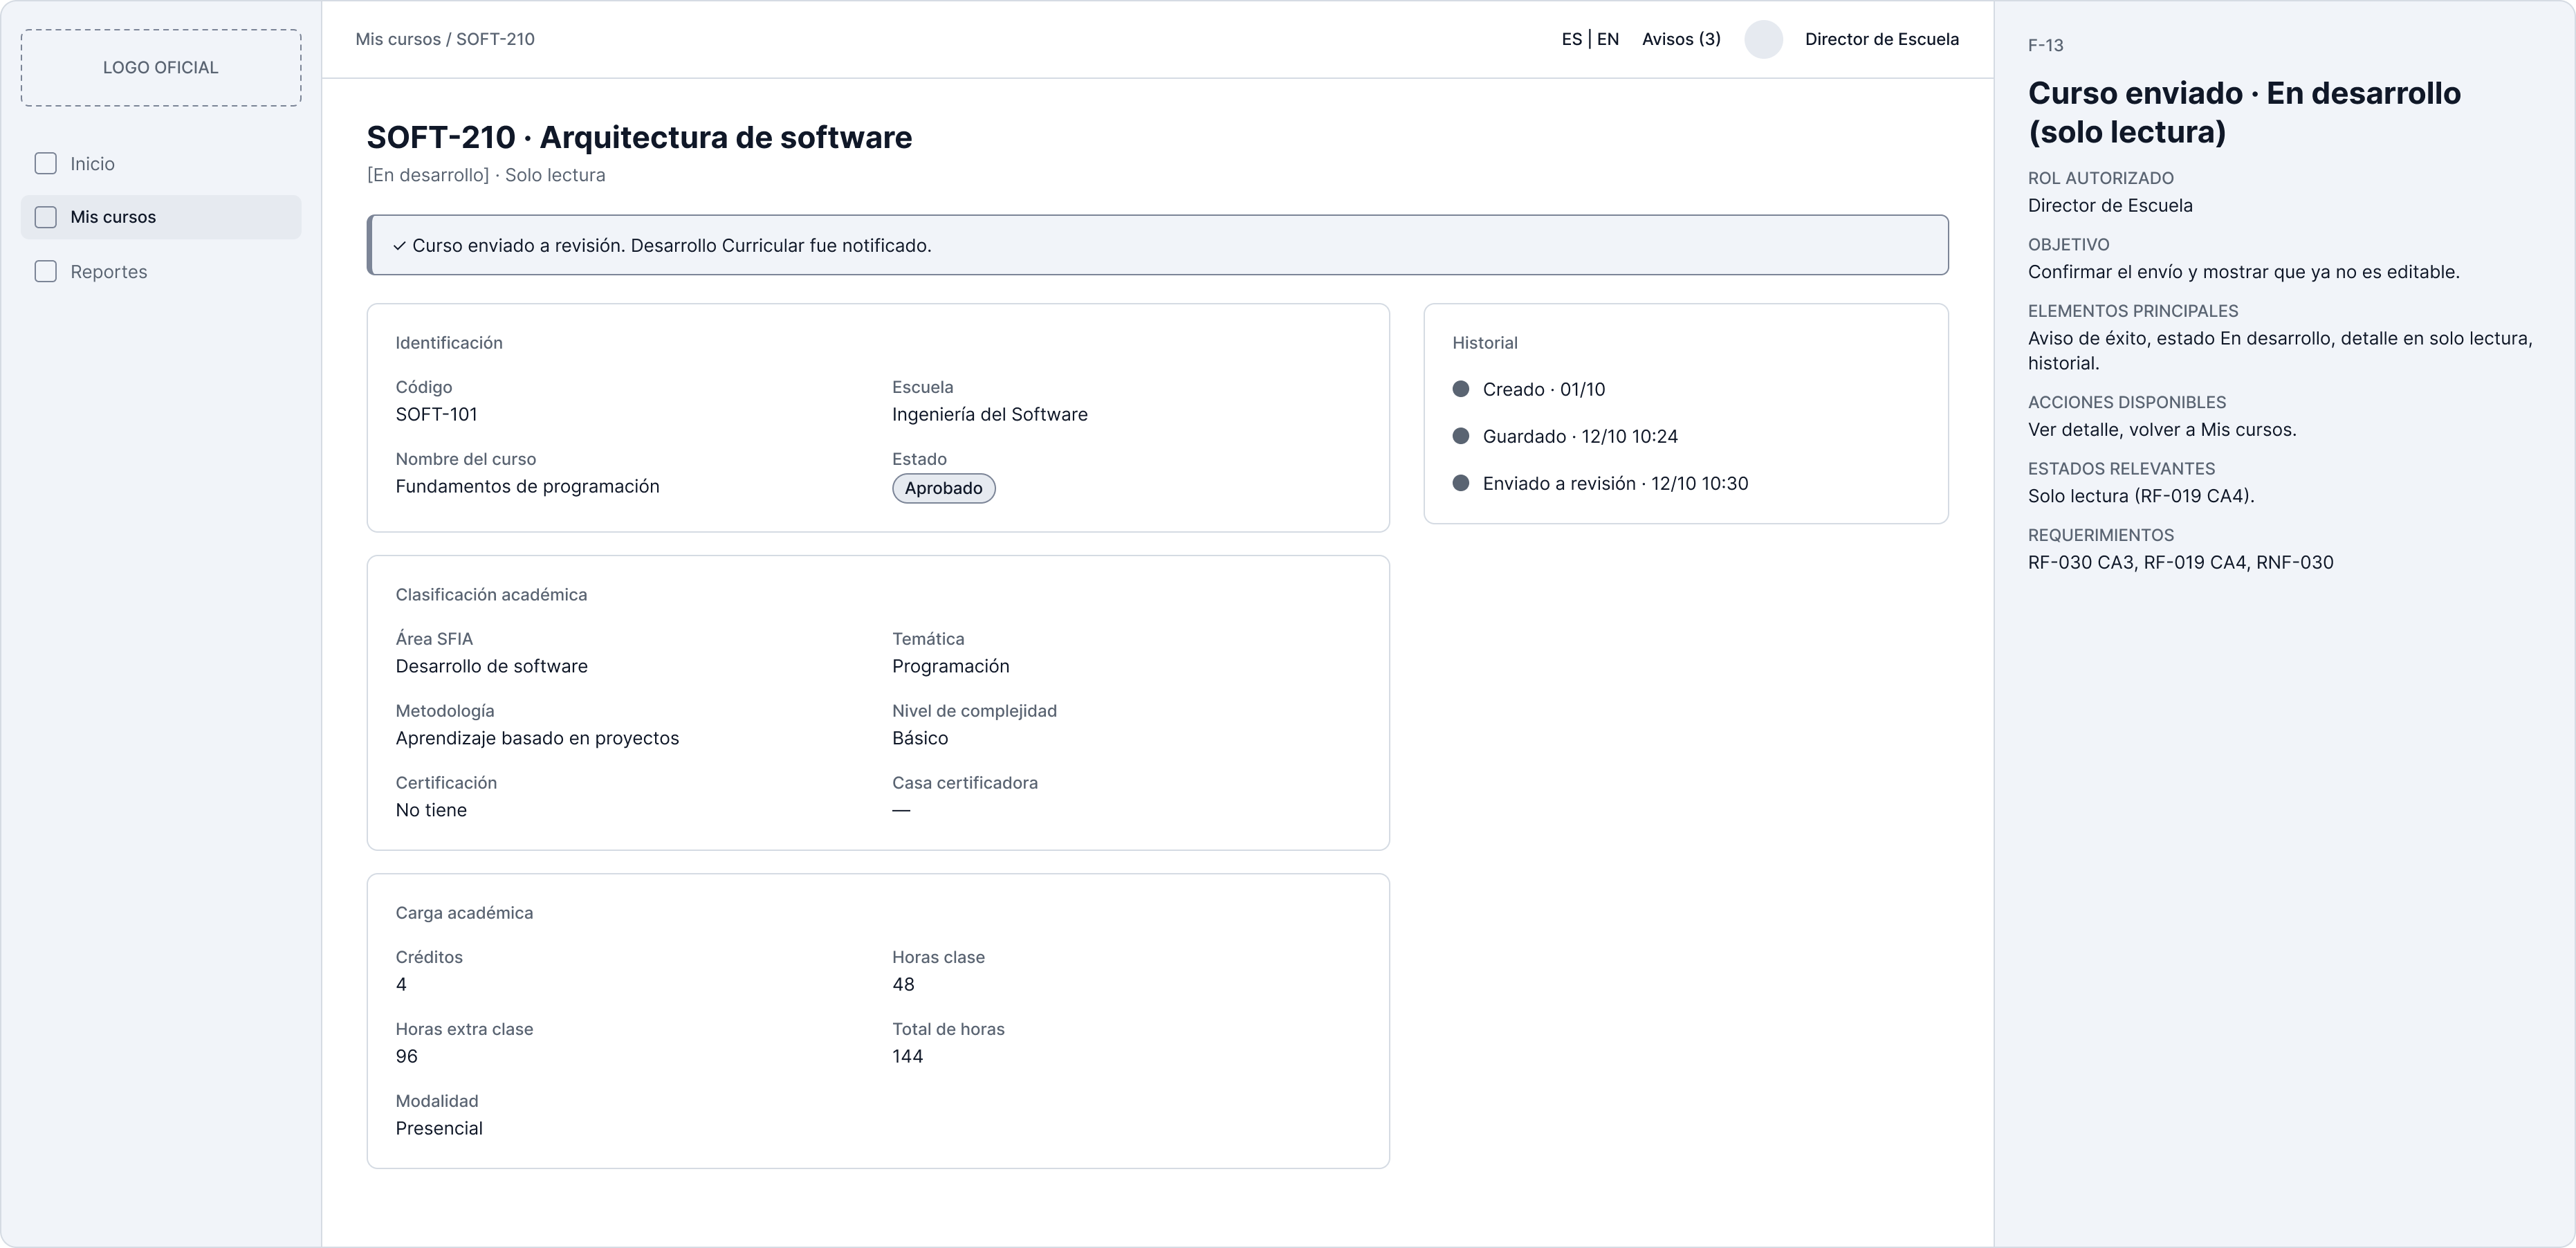 LOGO OFICIAL
Inicio
Mis cursos
Reportes
Mis cursos / SOFT-210
ES | EN
Avisos (3)
Director de Escuela
SOFT-210 · Arquitectura de software
[En desarrollo] · Solo lectura
✓ Curso enviado a revisión. Desarrollo Curricular fue notificado.
Identificación
Código
SOFT-101
Escuela
Ingeniería del Software
Nombre del curso
Fundamentos de programación
Estado
Aprobado
Clasificación académica
Área SFIA
Desarrollo de software
Temática
Programación
Metodología
Aprendizaje basado en proyectos
Nivel de complejidad
Básico
Certificación
No tiene
Casa certificadora
—
Carga académica
Créditos
4
Horas clase
48
Horas extra clase
96
Total de horas
144
Modalidad
Presencial
Historial
Creado · 01/10
Guardado · 12/10 10:24
Enviado a revisión · 12/10 10:30
F-13
Curso enviado · En desarrollo
(solo lectura)
ROL AUTORIZADO
Director de Escuela
OBJETIVO
Confirmar el envío y mostrar que ya no es editable.
ELEMENTOS PRINCIPALES
Aviso de éxito, estado En desarrollo, detalle en solo lectura,
historial.
ACCIONES DISPONIBLES
Ver detalle, volver a Mis cursos.
ESTADOS RELEVANTES
Solo lectura (RF-019 CA4).
REQUERIMIENTOS
RF-030 CA3, RF-019 CA4, RNF-030